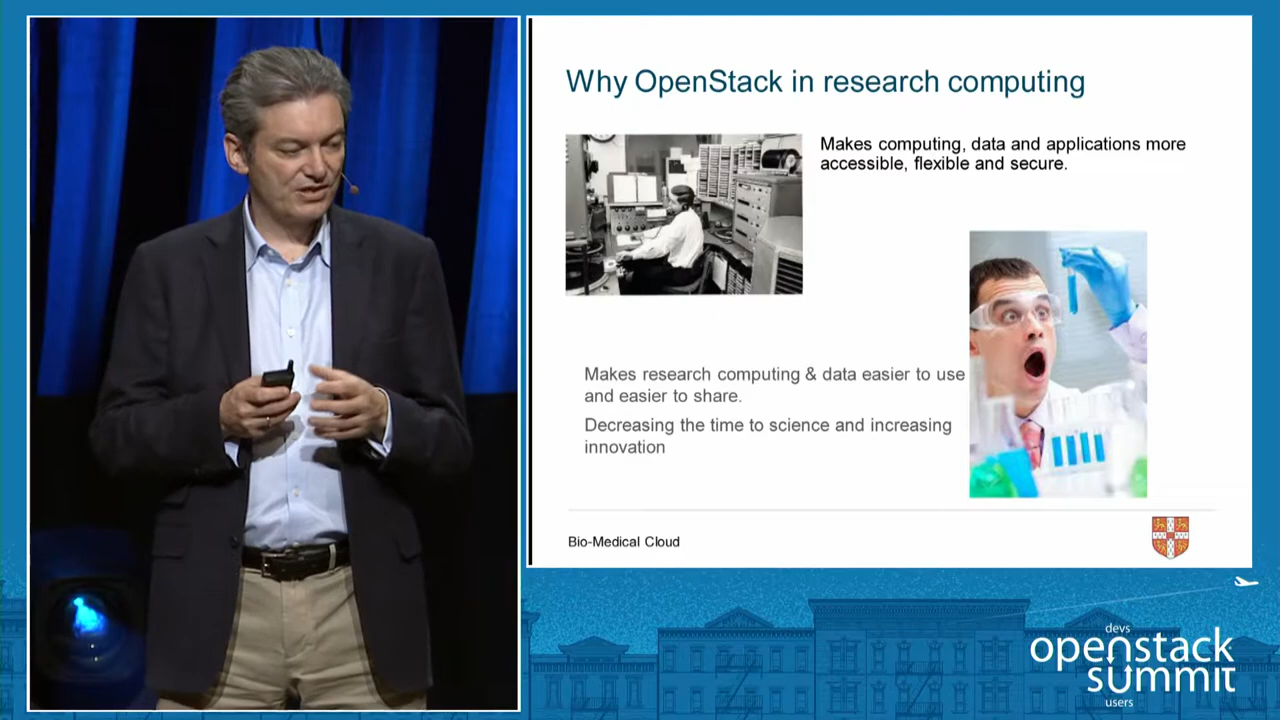 Why OpenStack in research computing
Makes computing, data and applications more
accessible, flexible and secure.
Makes research computing & data easier to use
and easier to share.
Decreasing the time to science and increasing
innovation
Bio-Medical Cloud
devs
openstack
summit
users